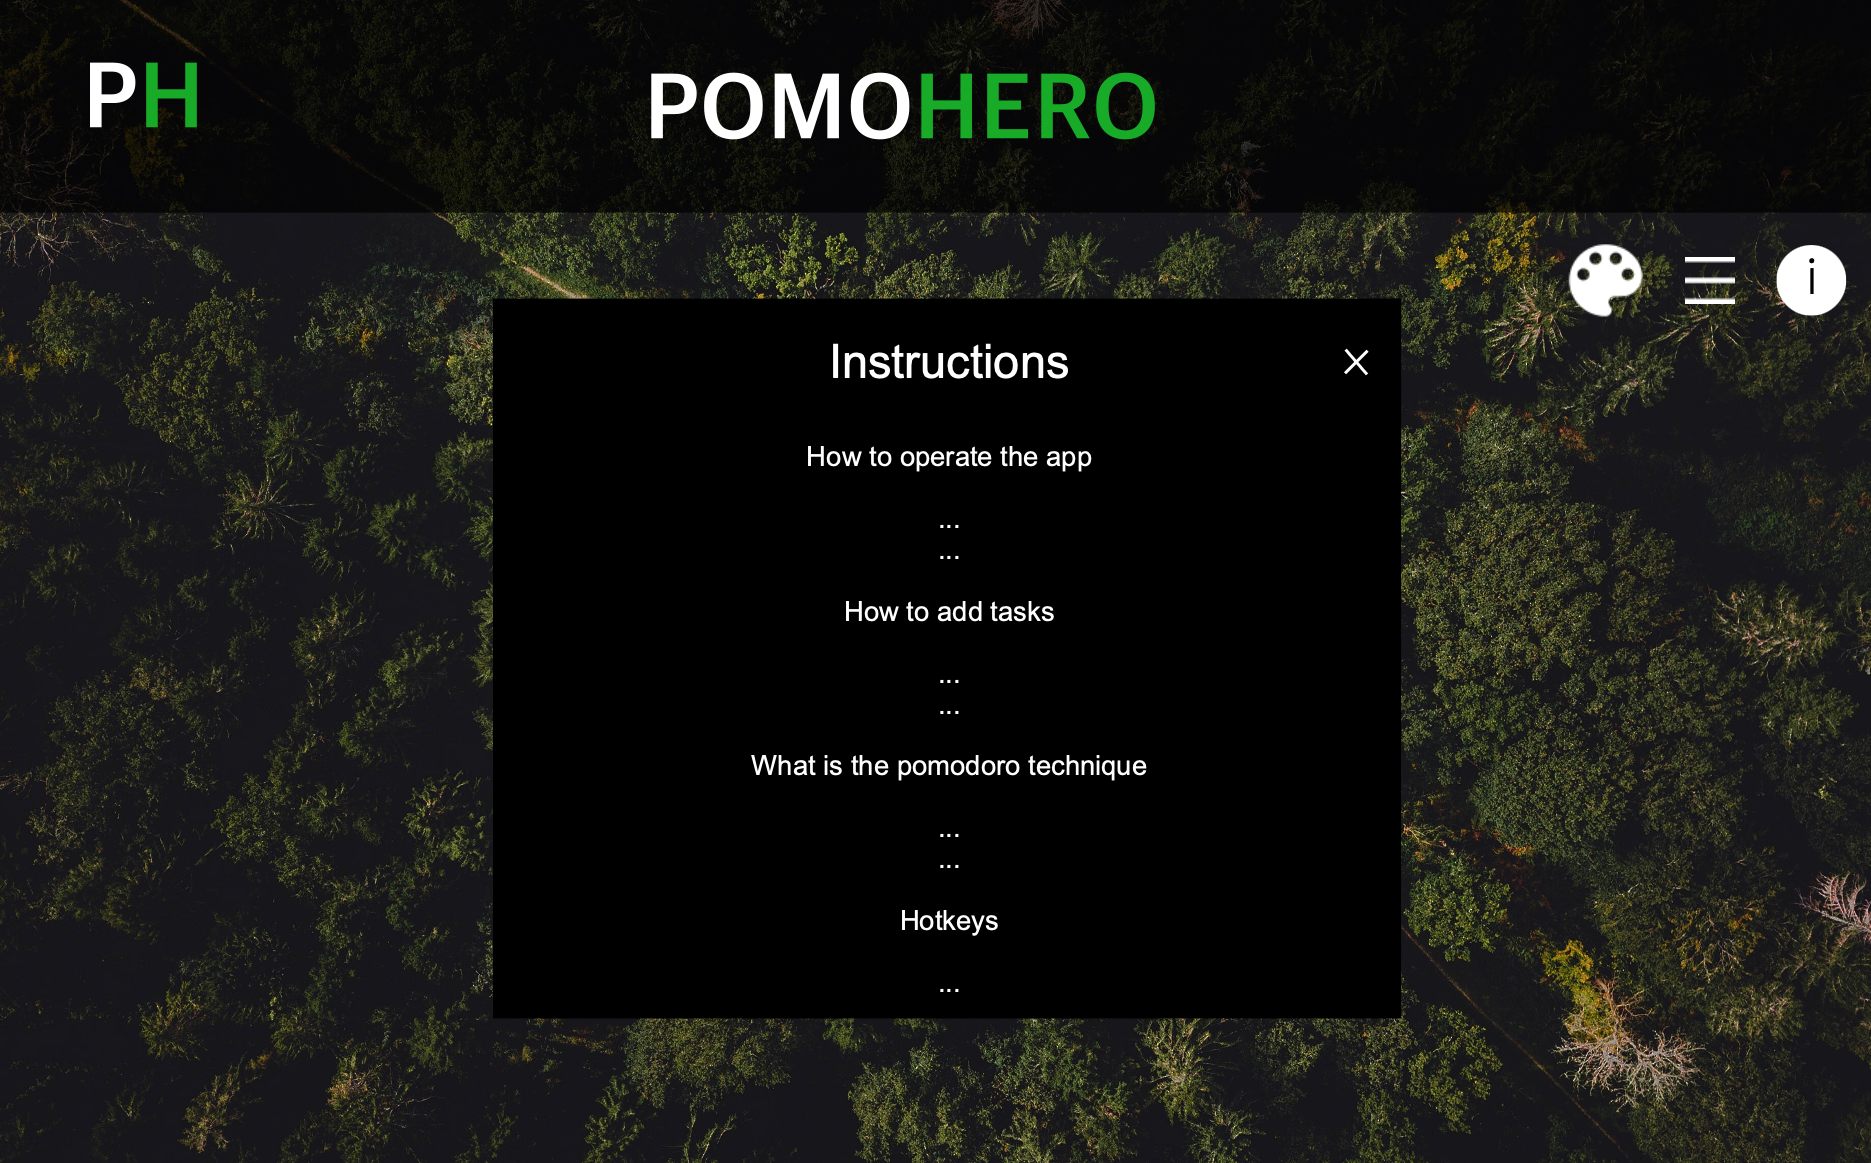 PH
POMOHERO
i
Instructions
How to operate the app
...
...
How to add tasks
...
...
What is the pomodoro technique
...
...
Hotkeys
...